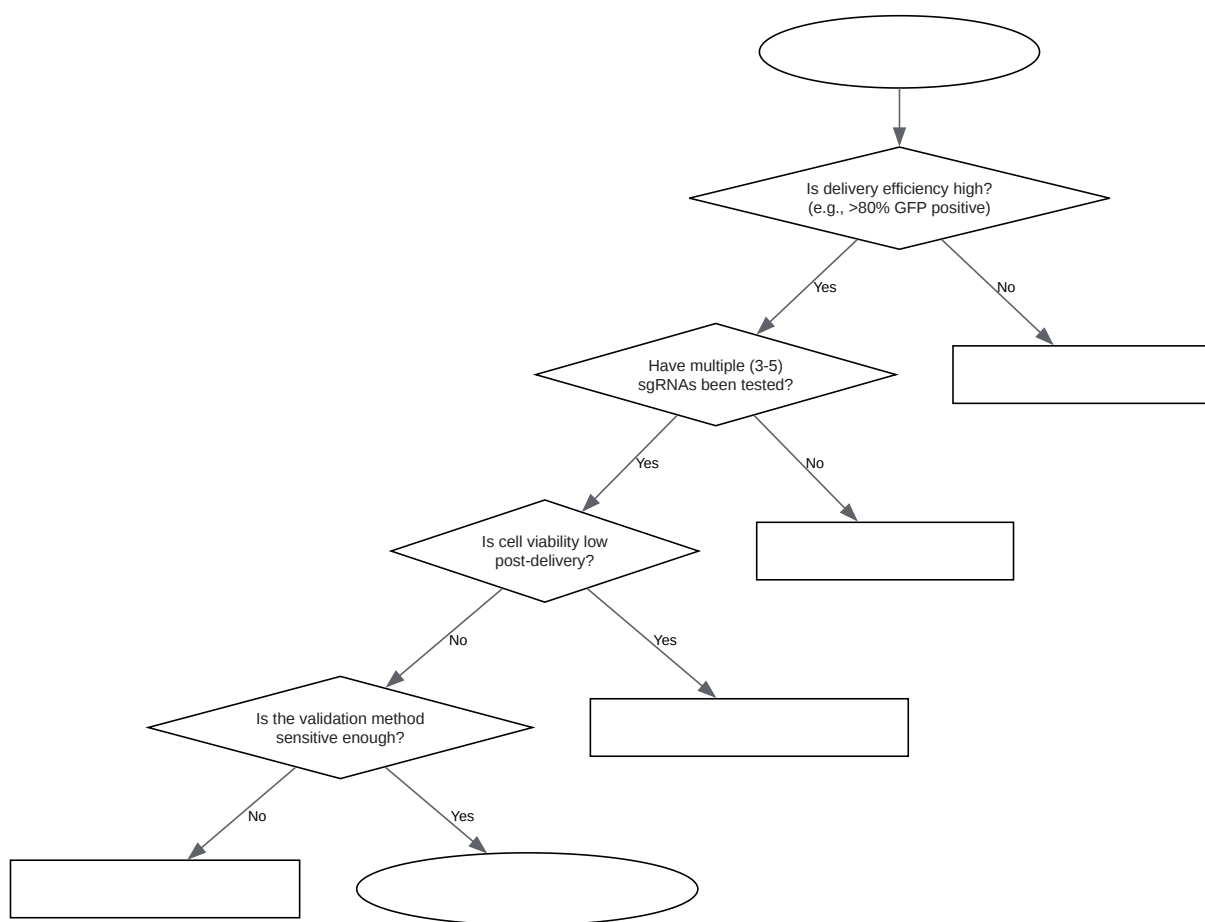 Is delivery efficiency high?
(e.g., >80% GFP positive)
Yes
No
Have multiple (3-5)
sgRNAs been tested?
Yes
No
Is cell viability low
post-delivery?
No
Yes
Is the validation method
sensitive enough?
No
Yes